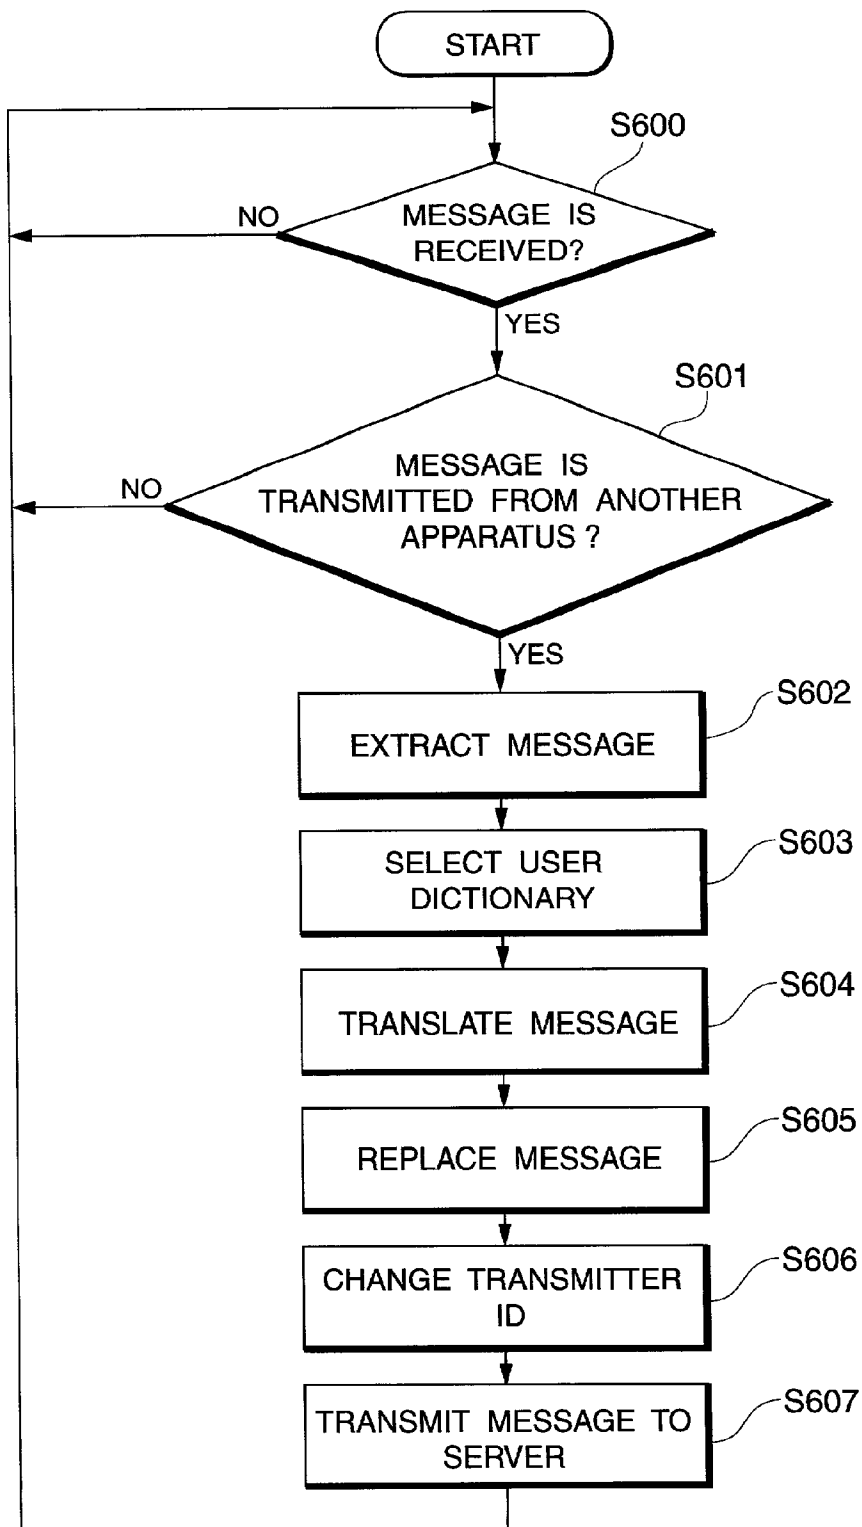 START
S600
MESSAGE IS
RECEIVED?
NO
YES
S601
MESSAGE IS
TRANSMITTED FROM ANOTHER
APPARATUS ?
NO
YES
S602
EXTRACT MESSAGE
S603
SELECT USER
DICTIONARY
S604
TRANSLATE MESSAGE
S605
REPLACE MESSAGE
S606
CHANGE TRANSMITTER
ID
S607
TRANSMIT MESSAGE TO
SERVER